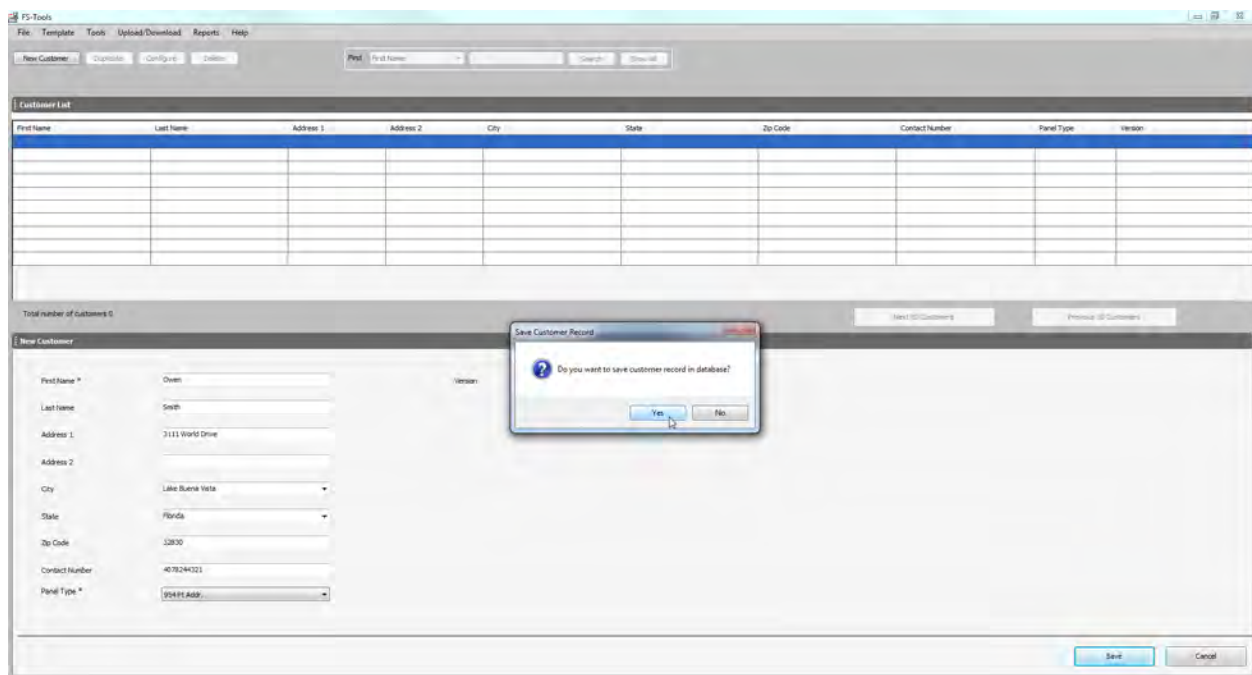 FS-Tools
File Template Tools Upload/Download Reports Help
New Customer Duplicate Configure Delete Find First Name Search Show All
Customer List
First Name Last Name Address 1 Address 2 City State Zip Code Contact Number Panel Type Version
Total number of customers 0 Next 10 Customers Previous 10 Customers
Save Customer Record
Do you want to save customer record in database?
Yes No
New Customer
First Name * Owen Version
Last Name Smith
Address 1 3111 World Drive
Address 2
City Lake Buena Vista
State Florida
Zip Code 32830
Contact Number 4078244321
Panel Type * 954 Pt Addr.
Save Cancel